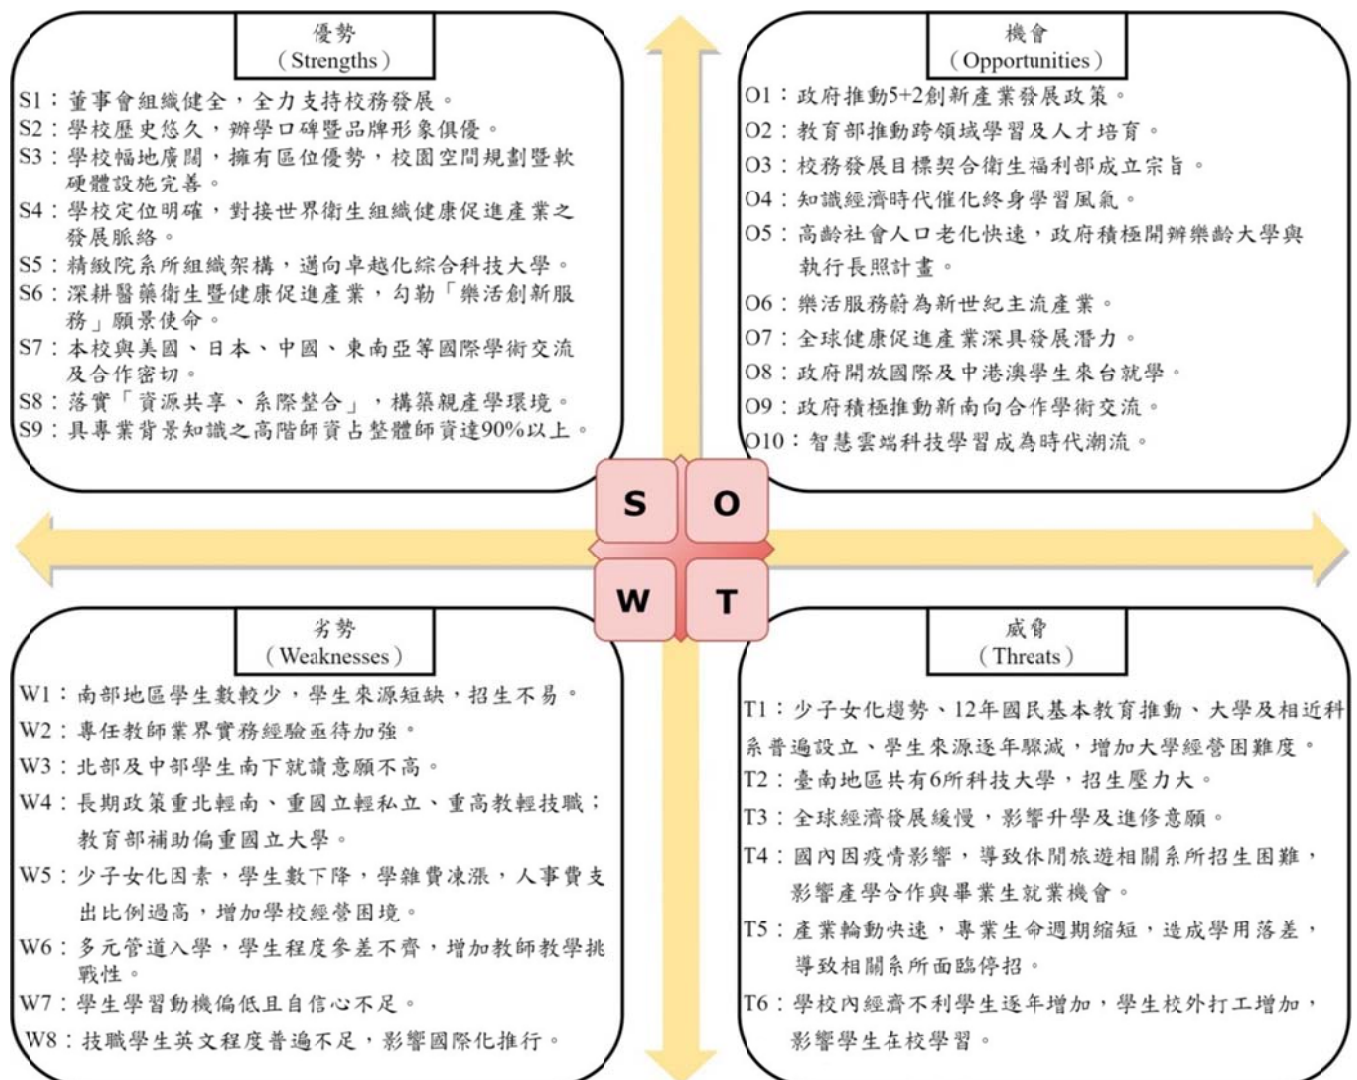 優勢
（Strengths）
S1：董事會組織健全，全力支持校務發展。
S2：學校歷史悠久，辦學口碑暨品牌形象俱優。
S3：學校幅地廣闊，擁有區位優勢，校園空間規劃暨軟
硬體設施完善。
S4：學校定位明確，對接世界衛生組織健康促進產業之
發展脈絡。
S5：精緻院系所組織架構，邁向卓越化綜合科技大學。
S6：深耕醫藥衛生暨健康促進產業，勾勒「樂活創新服
務」願景使命。
S7：本校與美國、日本、中國、東南亞等國際學術交流
及合作密切。
S8：落實「資源共享、系際整合」，構築親產學環境。
S9：具專業背景知識之高階師資占整體師資達90%以上。
機會
（Opportunities）
O1：政府推動5+2創新產業發展政策。
O2：教育部推動跨領域學習及人才培育。
O3：校務發展目標契合衛生福利部成立宗旨。
O4：知識經濟時代催化終身學習風氣。
O5：高齡社會人口老化快速，政府積極開辦樂齡大學與
執行長照計畫。
O6：樂活服務蔚為新世紀主流產業。
O7：全球健康促進產業深具發展潛力。
O8：政府開放國際及中港澳學生來台就學。
O9：政府積極推動新南向合作學術交流。
O10：智慧雲端科技學習成為時代潮流。
S O
W T
劣勢
（Weaknesses）
W1：南部地區學生數較少，學生來源短缺，招生不易。
W2：專任教師業界實務經驗亟待加強。
W3：北部及中部學生南下就讀意願不高。
W4：長期政策重北輕南、重國立輕私立、重高教輕技職；
教育部補助偏重國立大學。
W5：少子女化因素，學生數下降，學雜費凍漲，人事費支
出比例過高，增加學校經營困境。
W6：多元管道入學，學生程度參差不齊，增加教師教學挑
戰性。
W7：學生學習動機偏低且自信心不足。
W8：技職學生英文程度普遍不足，影響國際化推行。
威脅
（Threats）
T1：少子女化趨勢、12年國民基本教育推動、大學及相近科
系普遍設立、學生來源逐年驟減，增加大學經營困難度。
T2：臺南地區共有6所科技大學，招生壓力大。
T3：全球經濟發展緩慢，影響升學及進修意願。
T4：國內因疫情影響，導致休閒旅遊相關系所招生困難，
影響產學合作與畢業生就業機會。
T5：產業輪動快速，專業生命週期縮短，造成學用落差，
導致相關系所面臨停招。
T6：學校內經濟不利學生逐年增加，學生校外打工增加，
影響學生在校學習。